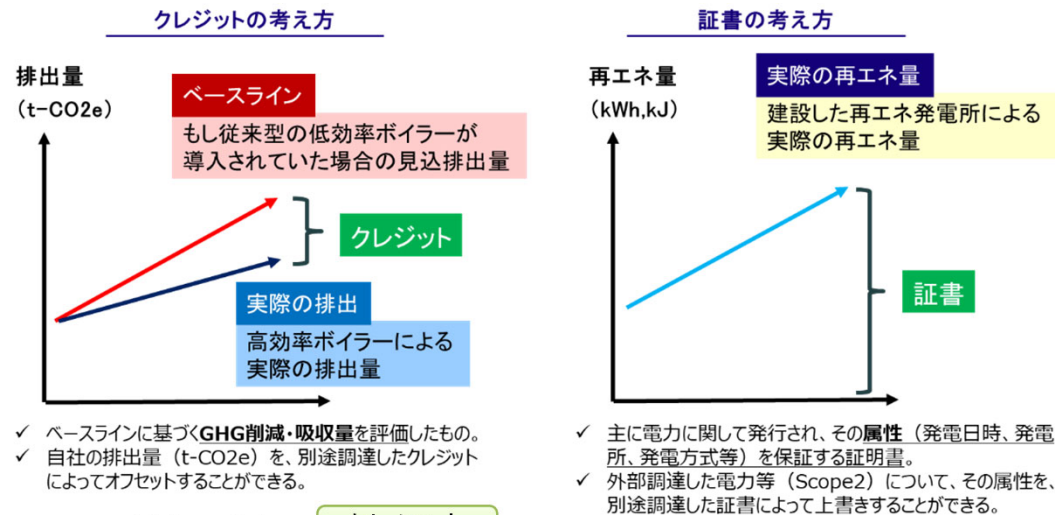 クレジットの考え方
排出量
(t-CO2e)
ベースライン
もし従来型の低効率ボイラーが
導入されていた場合の見込排出量
クレジット
実際の排出
高効率ボイラーによる
実際の排出量
✓ ベースラインに基づくGHG削減・吸収量を評価したもの。
✓ 自社の排出量（t-CO2e）を、別途調達したクレジット
によってオフセットすることができる。
証書の考え方
再エネ量
(kWh,kJ)
実際の再エネ量
建設した再エネ発電所による
実際の再エネ量
証書
✓ 主に電力に関して発行され、その属性（発電日時、発電
所、発電方式等）を保証する証明書。
✓ 外部調達した電力等（Scope2）について、その属性を、
別途調達した証書によって上書きすることができる。